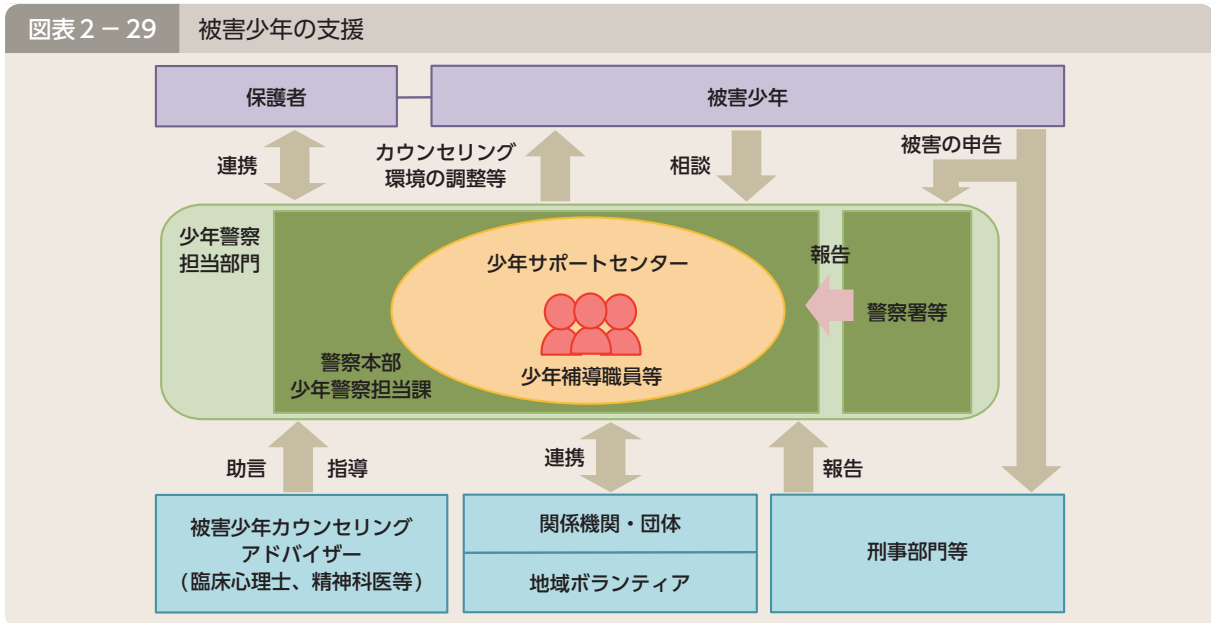 図表2－29 被害少年の支援
保護者
被害少年
連携
カウンセリング
環境の調整等
相談
被害の申告
少年警察
担当部門
少年サポートセンター
報告
警察署等
警察本部
少年警察担当課
少年補導職員等
助言
指導
連携
報告
被害少年カウンセリング
アドバイザー
(臨床心理士、精神科医等)
関係機関・団体
地域ボランティア
刑事部門等